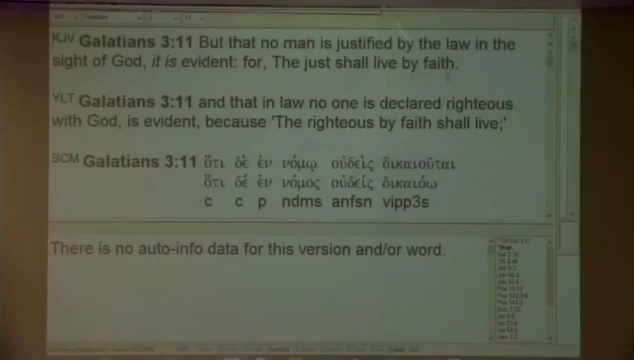 KJV Galatians 3:11 But that no man is justified by the law in the
sight of God, it is evident: for, The just shall live by faith.
YLT Galatians 3:11 and that in law no one is declared righteous
with God, is evident, because 'The righteous by faith shall live;'
SCM Galatians 3:11 ὅτι δὲ ἐν νόμῳ οὐδεὶς δικαιοῦται
ὅτι δέ ἐν νόμος οὐδείς δικαιόω
c c p ndms anfsn vipp3s
There is no auto-info data for this version and/or word.